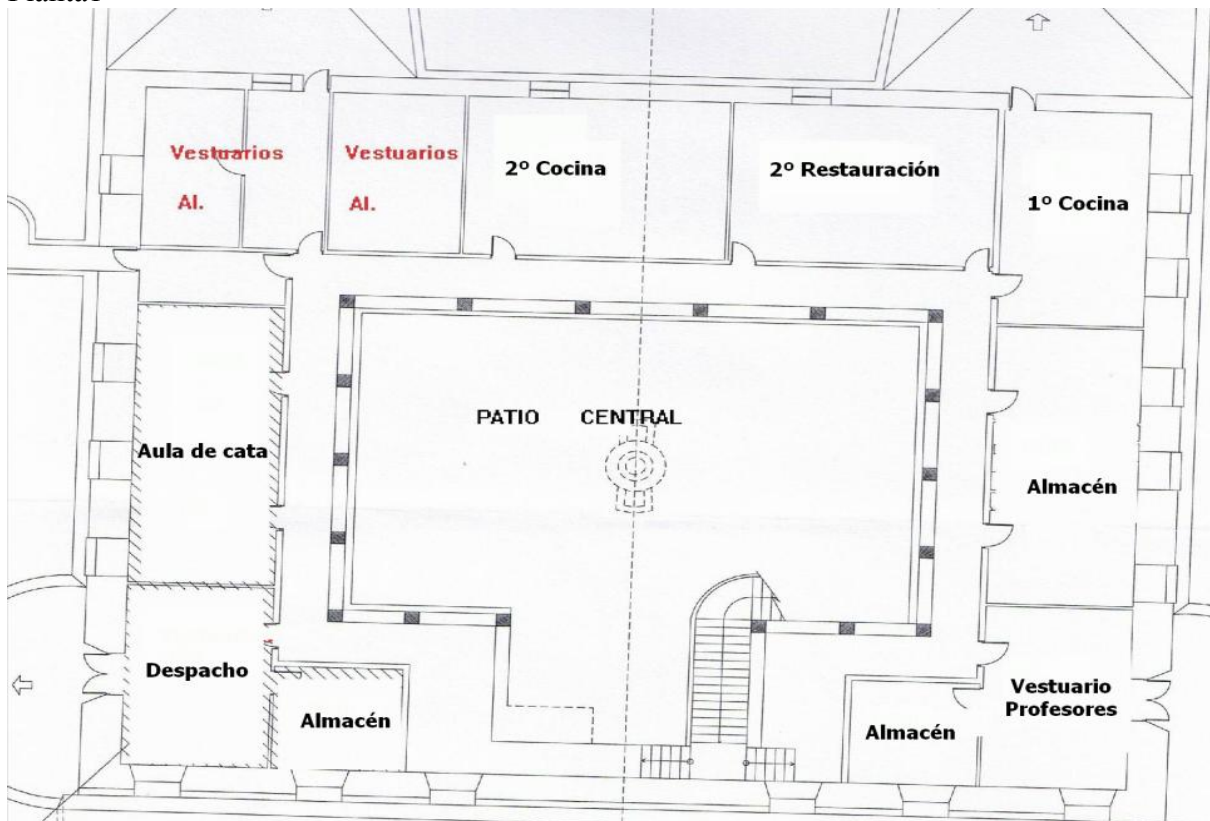 Vestuarios
Al.
Vestuarios
Al.
2º Cocina
2º Restauración
1º Cocina
PATIO CENTRAL
Aula de cata
Almacén
Despacho
Almacén
Almacén
Vestuario
Profesores